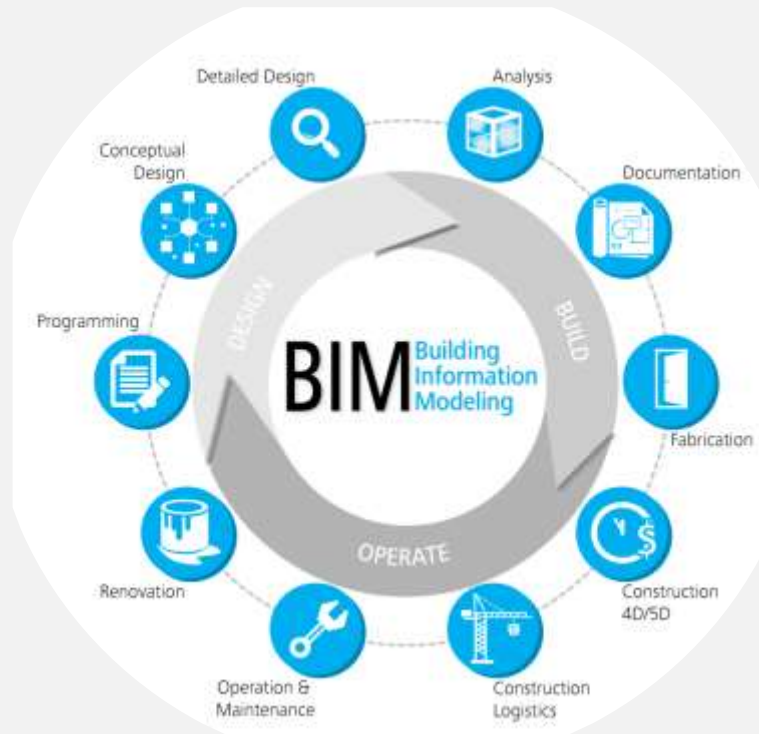 Detailed Design
Analysis
Conceptual
Design
Documentation
Programming
DESIGN
BUILD
BIM
Building
Information
Modeling
Fabrication
OPERATE
Renovation
Construction
4D/5D
Operation &
Maintenance
Construction
Logistics